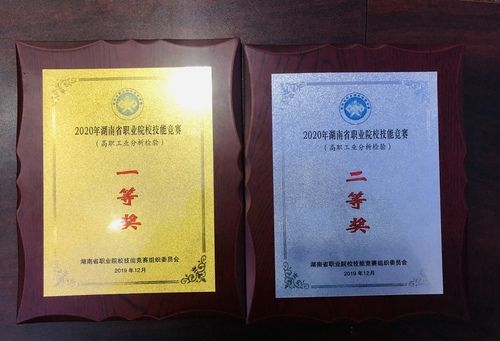 2020年湖南省职业院校技能竞赛
（高职工业分析检验）
一
等
奖
湖南省职业院校技能竞赛组织委员会
2019年12月
2020年湖南省职业院校技能竞赛
（高职工业分析检验）
二
等
奖
湖南省职业院校技能竞赛组织委员会
2019年12月